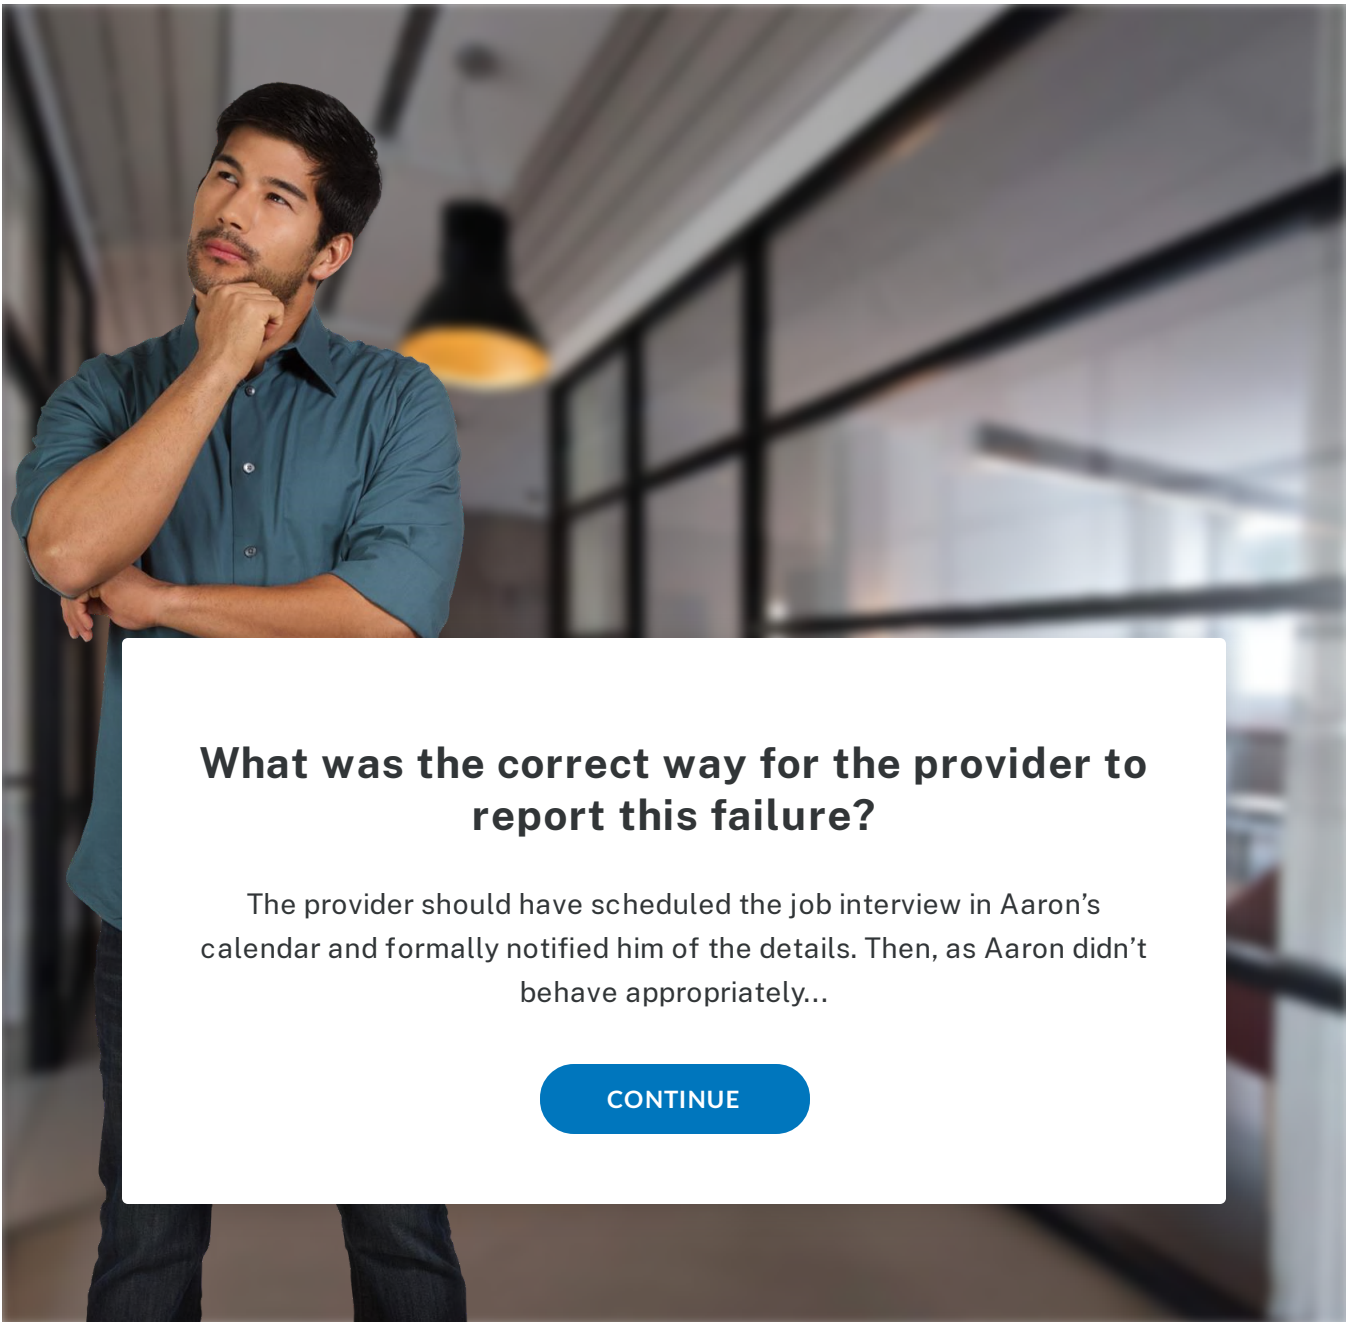 What was the correct way for the provider to
report this failure?
The provider should have scheduled the job interview in Aaron’s
calendar and formally notified him of the details. Then, as Aaron didn’t
behave appropriately...
CONTINUE